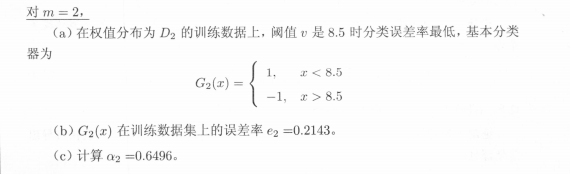 对 m = 2，
(a) 在权值分布为 D₂ 的训练数据上，阈值 v 是 8.5 时分类误差率最低，基本分类
器为
G₂(x) = { 1, x < 8.5
−1, x > 8.5
(b) G₂(x) 在训练数据集上的误差率 e₂ =0.2143。
(c) 计算 α₂ =0.6496。